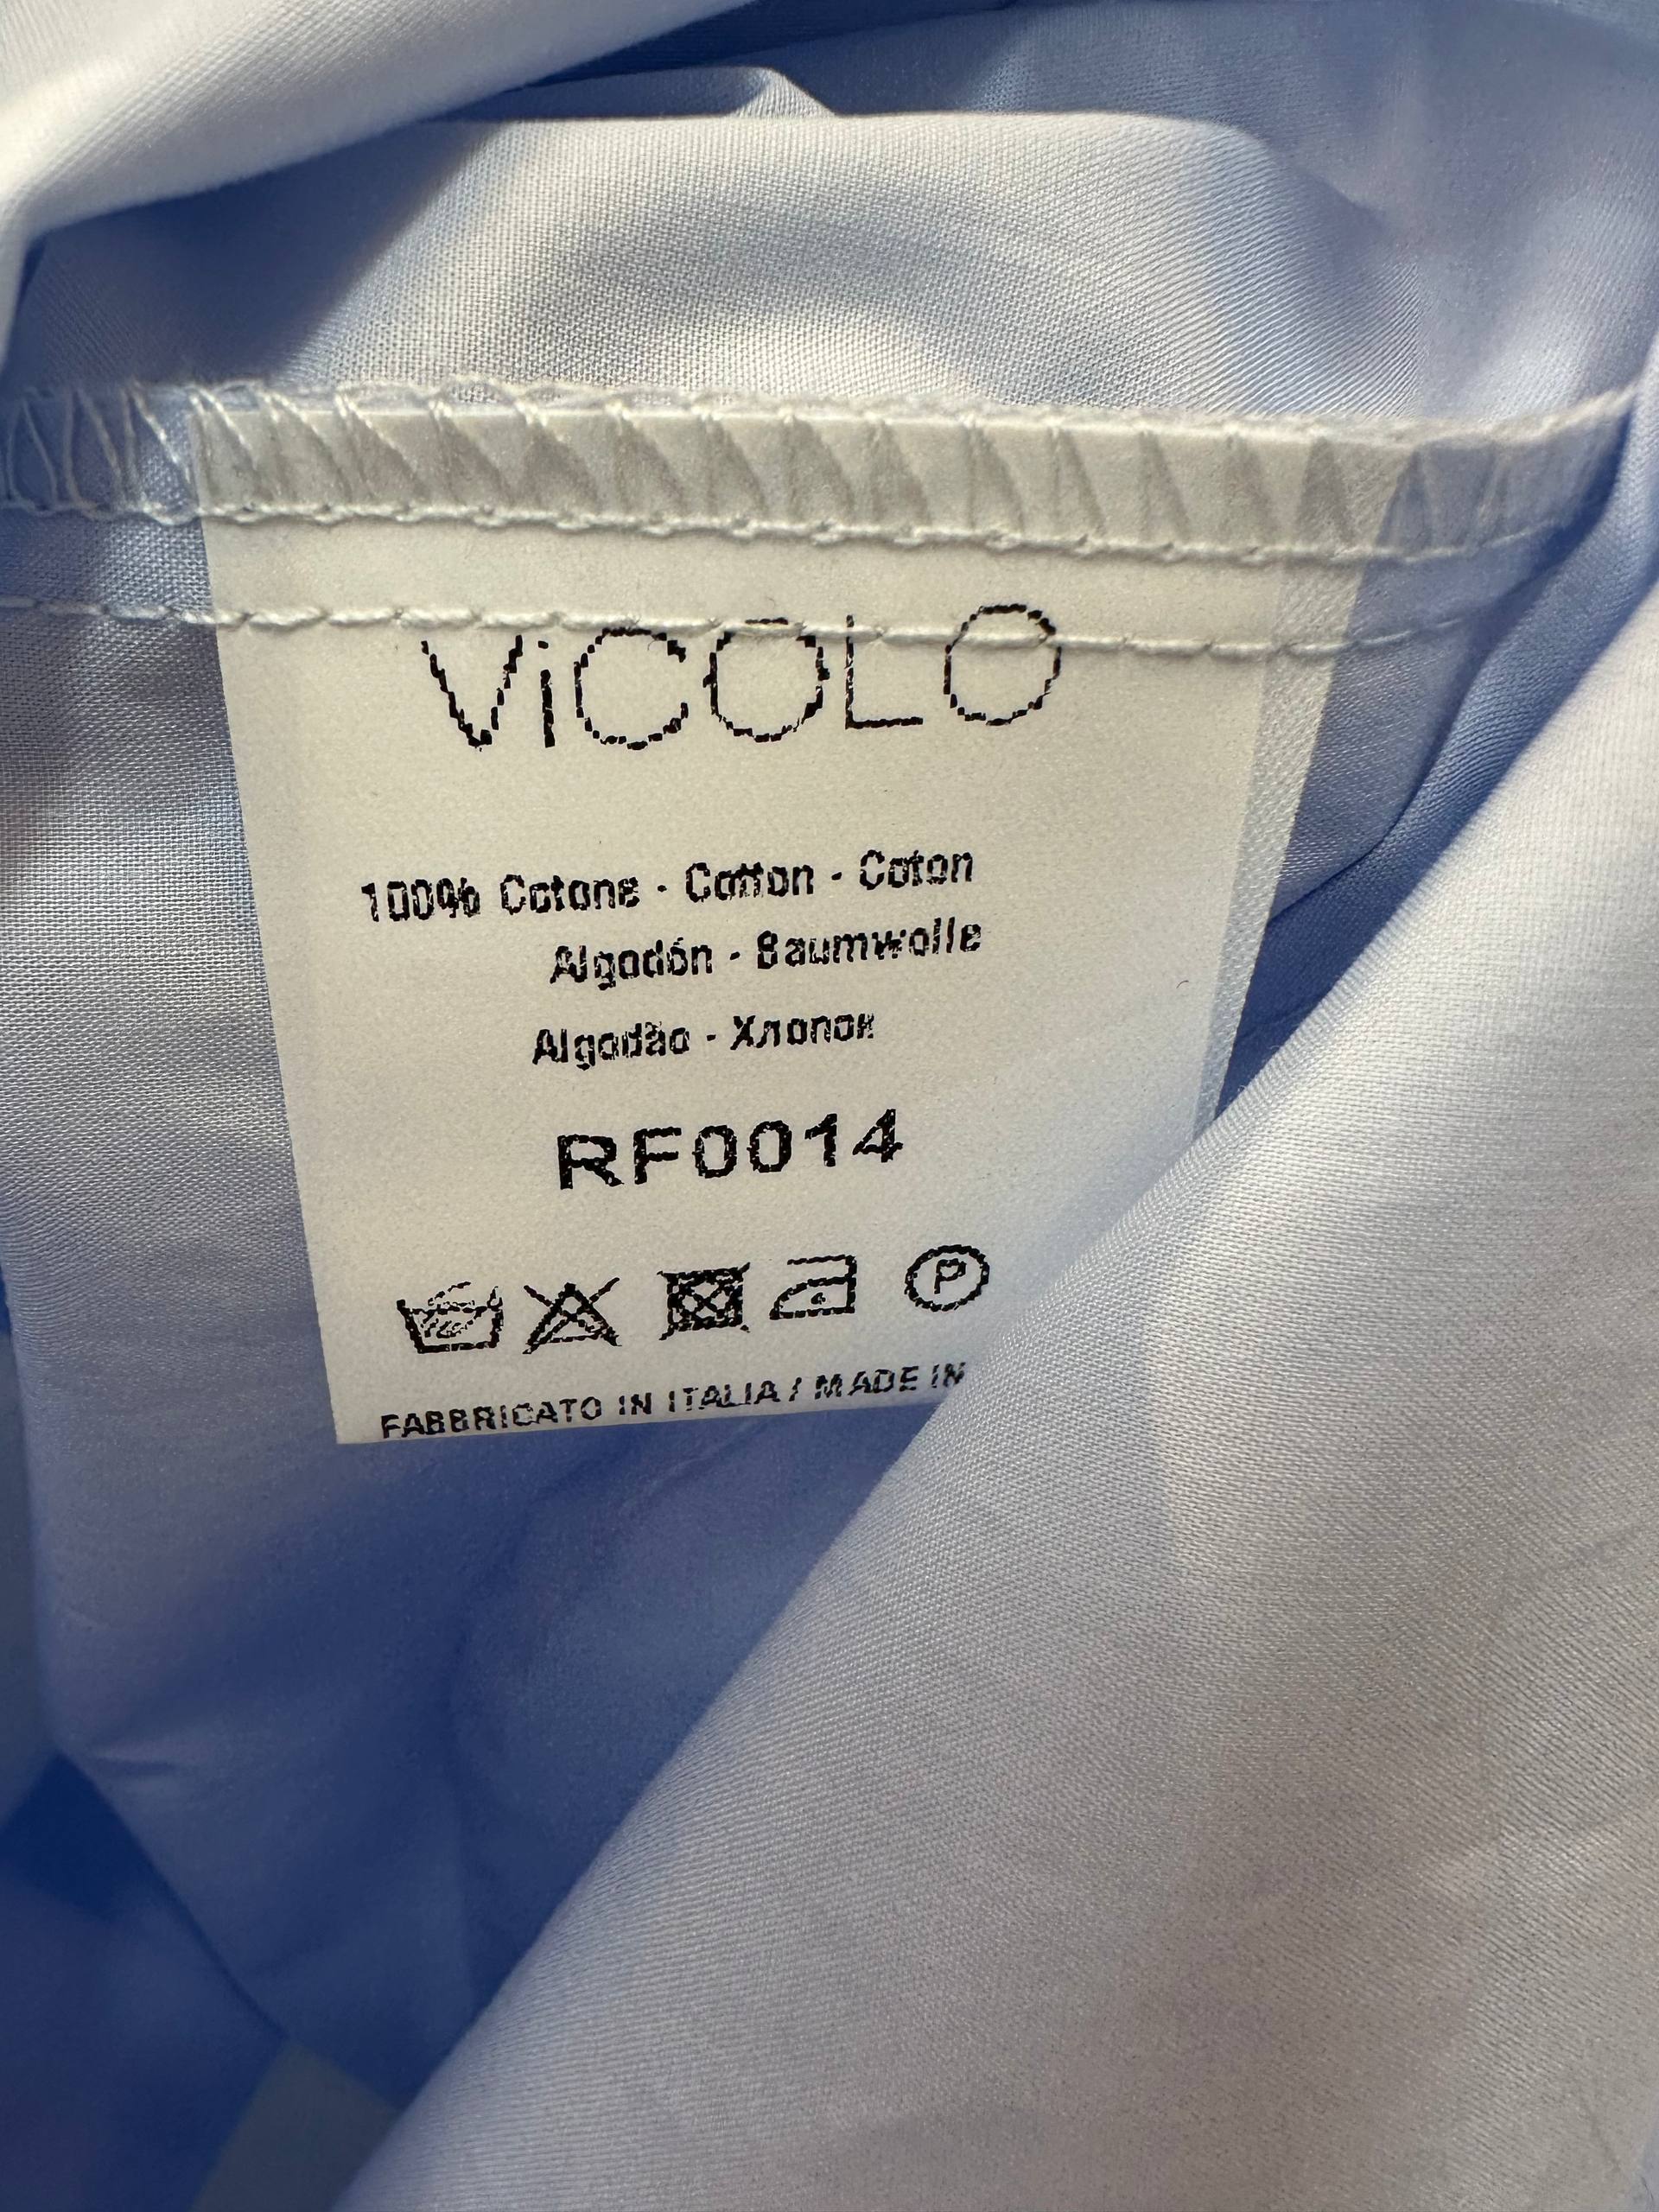 ViCOLO
100% Cotone - Cotton - Coton
Algodón - Baumwolle
Algodão - Хлопок
RF0014
P
FABBRICATO IN ITALIA / MADE IN